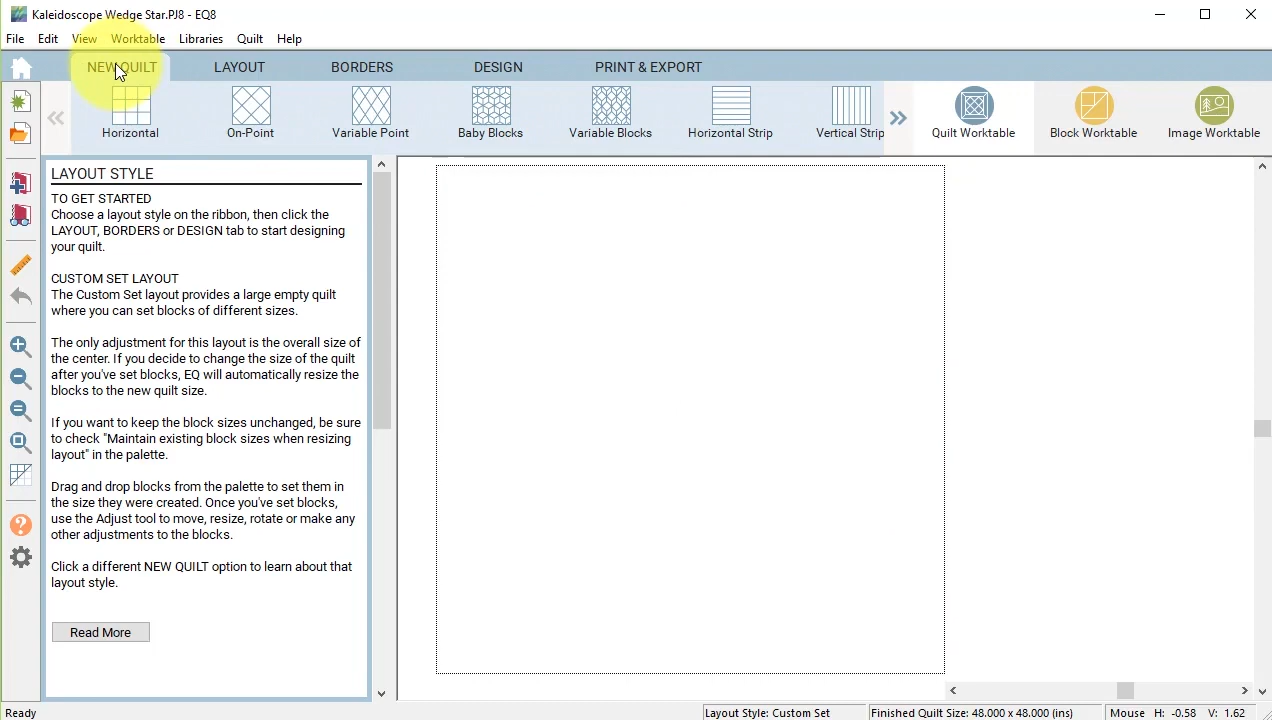 Kaleidoscope Wedge Star.PJ8 - EQ8
File Edit View Worktable Libraries Quilt Help
NEW QUILT LAYOUT BORDERS DESIGN PRINT & EXPORT
Horizontal On-Point Variable Point Baby Blocks Variable Blocks Horizontal Strip Vertical Strip Quilt Worktable Block Worktable Image Worktable
LAYOUT STYLE
TO GET STARTED
Choose a layout style on the ribbon, then click the
LAYOUT, BORDERS or DESIGN tab to start designing
your quilt.
CUSTOM SET LAYOUT
The Custom Set layout provides a large empty quilt
where you can set blocks of different sizes.
The only adjustment for this layout is the overall size of
the center. If you decide to change the size of the quilt
after you've set blocks, EQ will automatically resize the
blocks to the new quilt size.
If you want to keep the block sizes unchanged, be sure
to check "Maintain existing block sizes when resizing
layout" in the palette.
Drag and drop blocks from the palette to set them in
the size they were created. Once you've set blocks,
use the Adjust tool to move, resize, rotate or make any
other adjustments to the blocks.
Click a different NEW QUILT option to learn about that
layout style.
Read More
Ready Layout Style: Custom Set Finished Quilt Size: 48.000 x 48.000 (ins) Mouse H: -0.58 V: 1.62